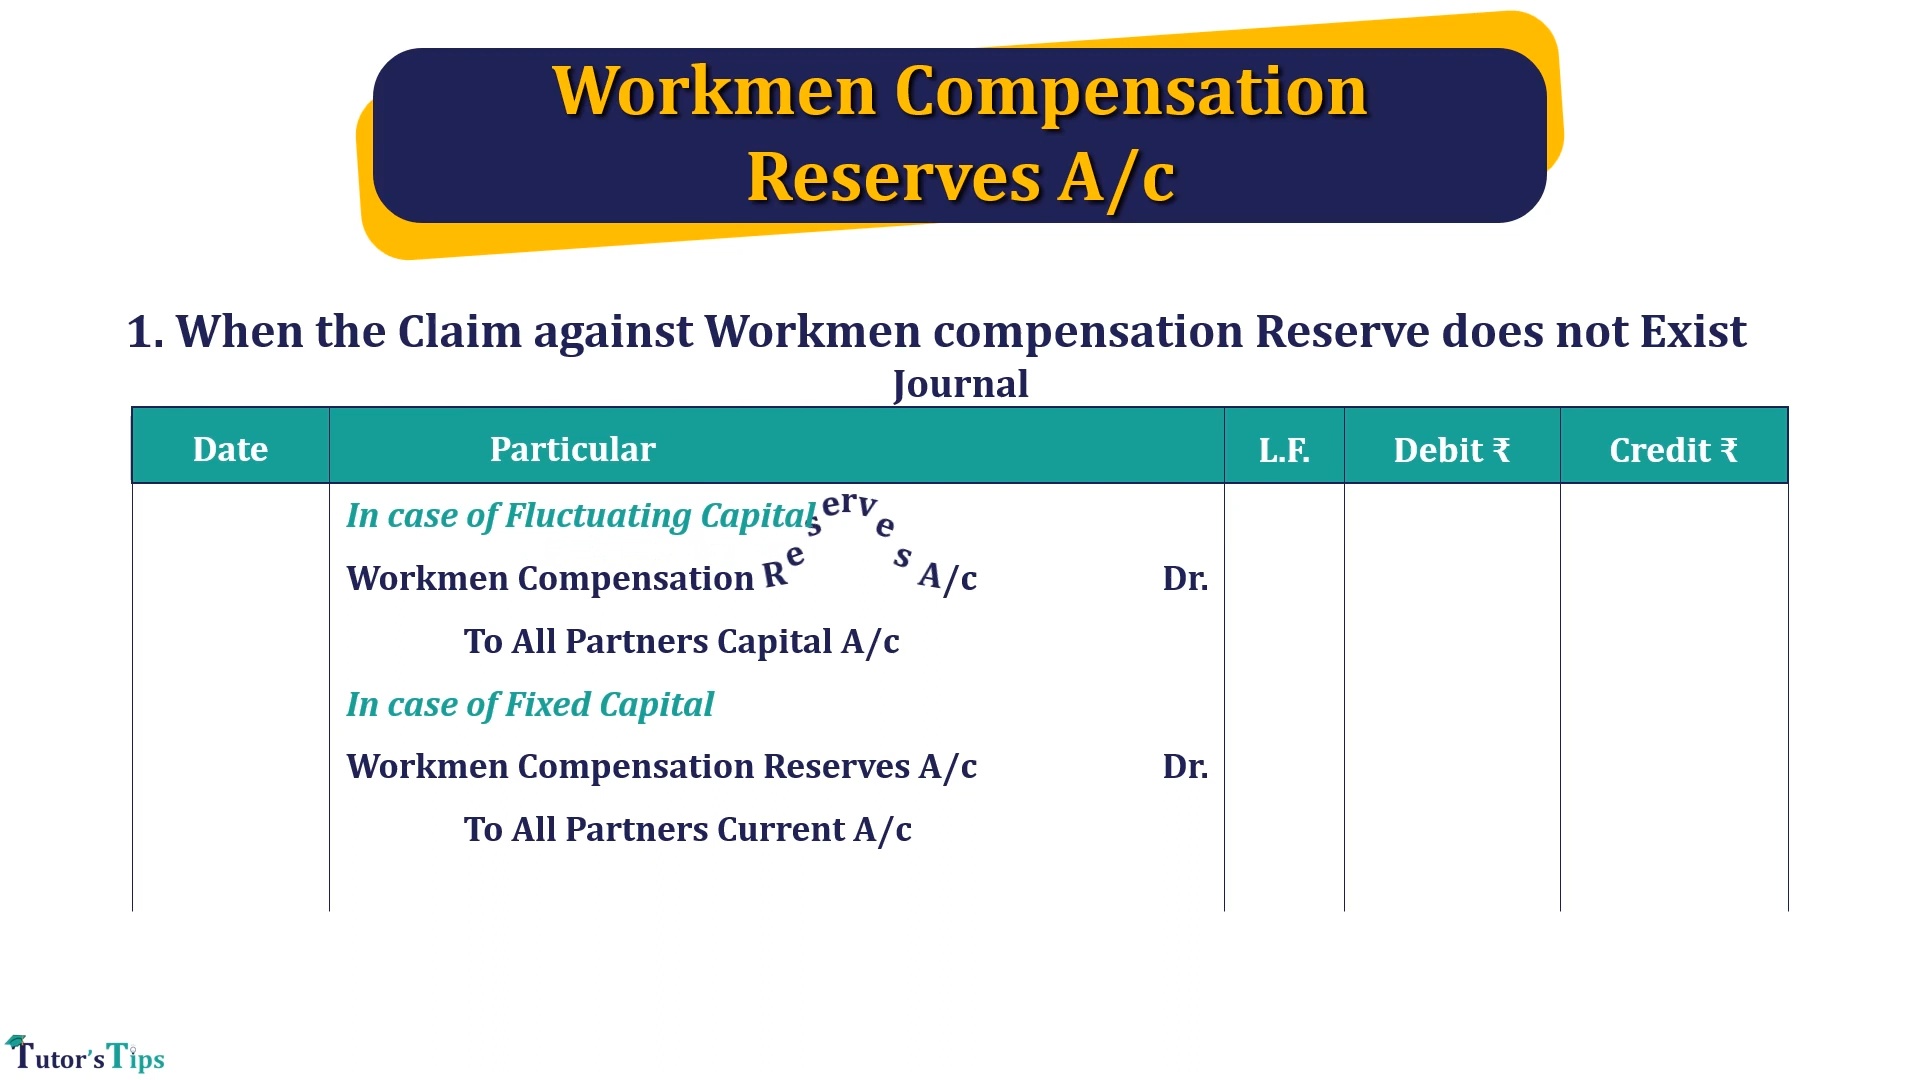 Workmen Compensation
Reserves A/c
1. When the Claim against Workmen compensation Reserve does not Exist
Journal
Date Particular L.F. Debit ₹ Credit ₹
In case of Fluctuating Capital
Workmen Compensation Reserves A/c Dr.
To All Partners Capital A/c
In case of Fixed Capital
Workmen Compensation Reserves A/c Dr.
To All Partners Current A/c
Tutor'sTips